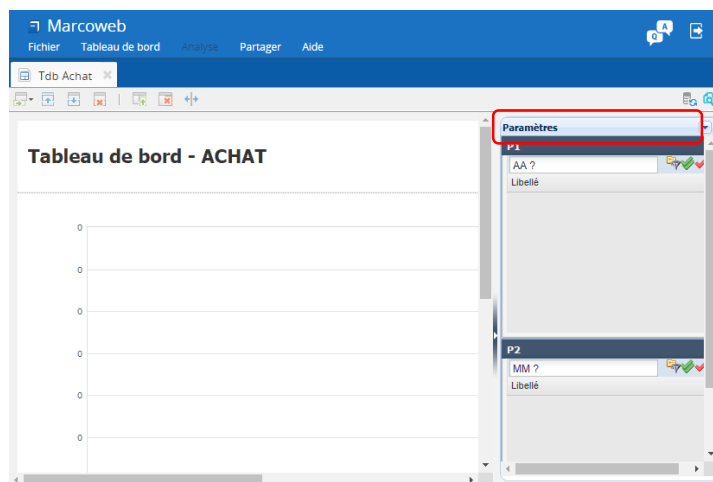 Marcoweb
Fichier Tableau de bord Analyse Partager Aide
Tdb Achat
Tableau de bord - ACHAT
0
0
0
0
0
0
Paramètres
P1
AA ?
Libellé
P2
MM ?
Libellé
A
Q